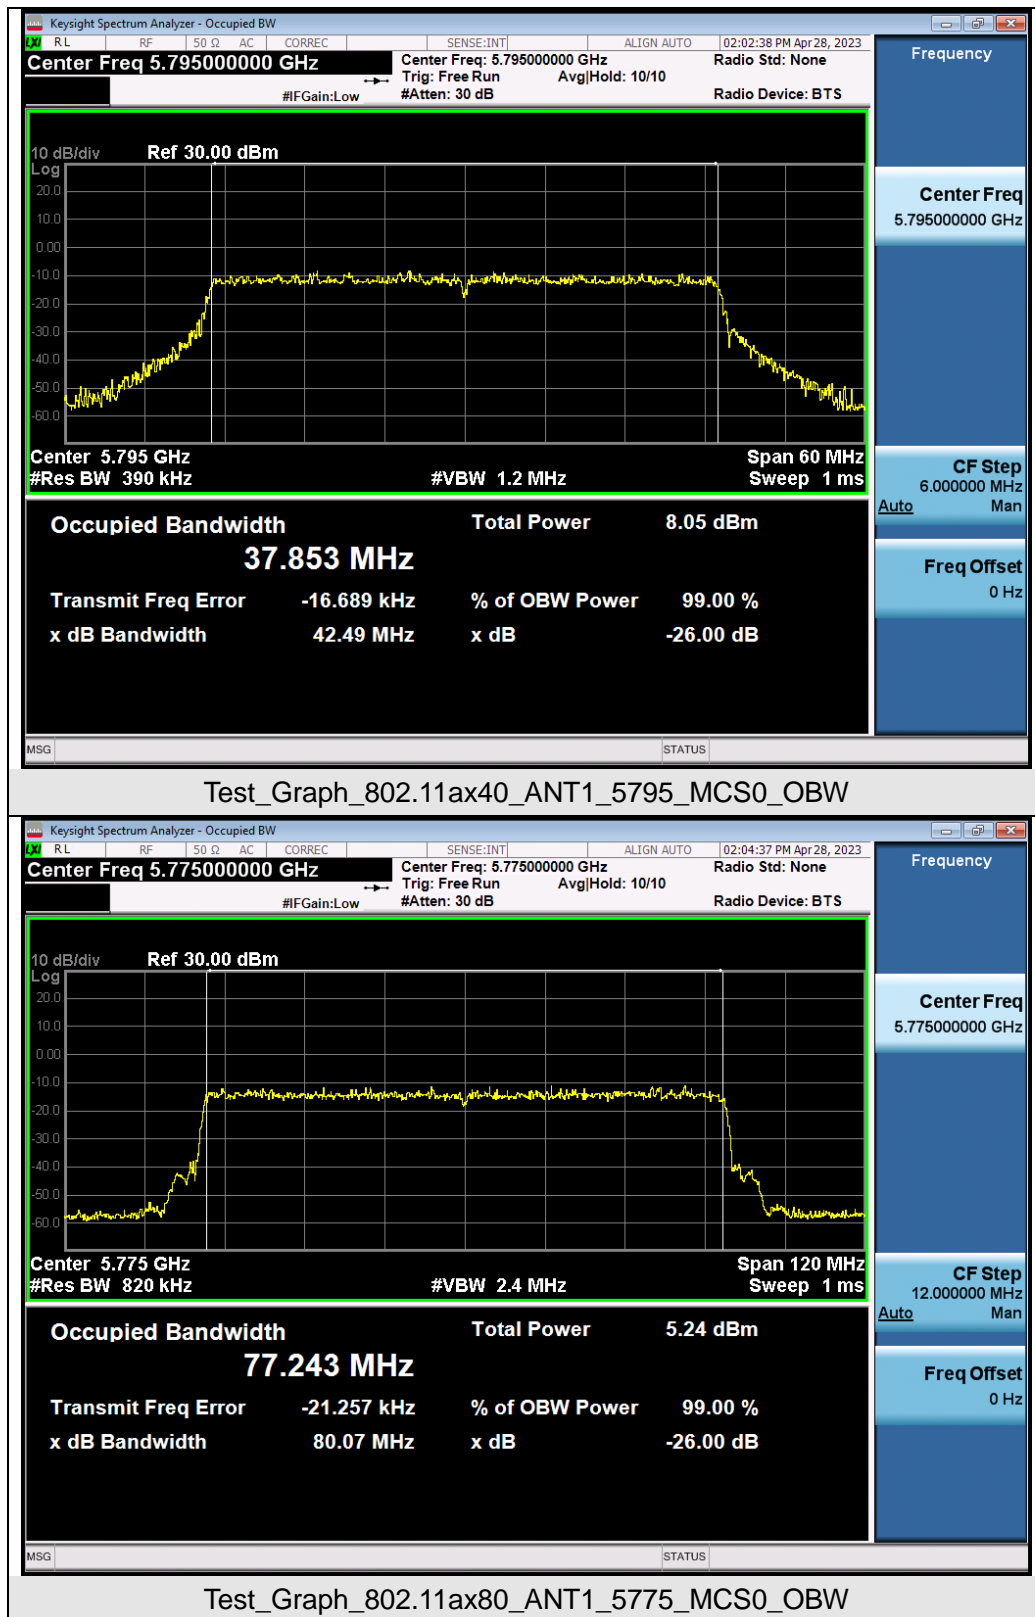 Keysight Spectrum Analyzer - Occupied BW
LXI RL RF 50 Ω AC CORREC SENSE:INT ALIGN AUTO 02:02:38 PM Apr 28, 2023
Center Freq 5.795000000 GHz
Center Freq: 5.795000000 GHz Radio Std: None
Trig: Free Run Avg|Hold: 10/10
#IFGain:Low #Atten: 30 dB Radio Device: BTS
Frequency
10 dB/div Ref 30.00 dBm
Log
20.0
10.0
0.00
-10.0
-20.0
-30.0
-40.0
-50.0
-60.0
Center 5.795 GHz Span 60 MHz
#Res BW 390 kHz #VBW 1.2 MHz Sweep 1 ms
Center Freq
5.795000000 GHz
CF Step
6.000000 MHz
Auto Man
Freq Offset
0 Hz
Occupied Bandwidth Total Power 8.05 dBm
37.853 MHz
Transmit Freq Error -16.689 kHz % of OBW Power 99.00 %
x dB Bandwidth 42.49 MHz x dB -26.00 dB
MSG STATUS
Test_Graph_802.11ax40_ANT1_5795_MCS0_OBW
Keysight Spectrum Analyzer - Occupied BW
LXI RL RF 50 Ω AC CORREC SENSE:INT ALIGN AUTO 02:04:37 PM Apr 28, 2023
Center Freq 5.775000000 GHz
Center Freq: 5.775000000 GHz Radio Std: None
Trig: Free Run Avg|Hold: 10/10
#IFGain:Low #Atten: 30 dB Radio Device: BTS
Frequency
10 dB/div Ref 30.00 dBm
Log
20.0
10.0
0.00
-10.0
-20.0
-30.0
-40.0
-50.0
-60.0
Center 5.775 GHz Span 120 MHz
#Res BW 820 kHz #VBW 2.4 MHz Sweep 1 ms
Center Freq
5.775000000 GHz
CF Step
12.000000 MHz
Auto Man
Freq Offset
0 Hz
Occupied Bandwidth Total Power 5.24 dBm
77.243 MHz
Transmit Freq Error -21.257 kHz % of OBW Power 99.00 %
x dB Bandwidth 80.07 MHz x dB -26.00 dB
MSG STATUS
Test_Graph_802.11ax80_ANT1_5775_MCS0_OBW